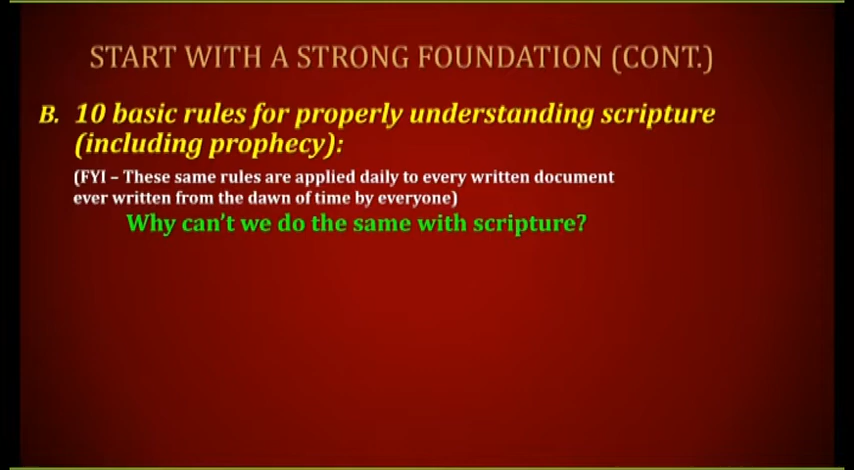 START WITH A STRONG FOUNDATION (CONT.)
B. 10 basic rules for properly understanding scripture
(including prophecy):
(FYI – These same rules are applied daily to every written document
ever written from the dawn of time by everyone)
Why can't we do the same with scripture?